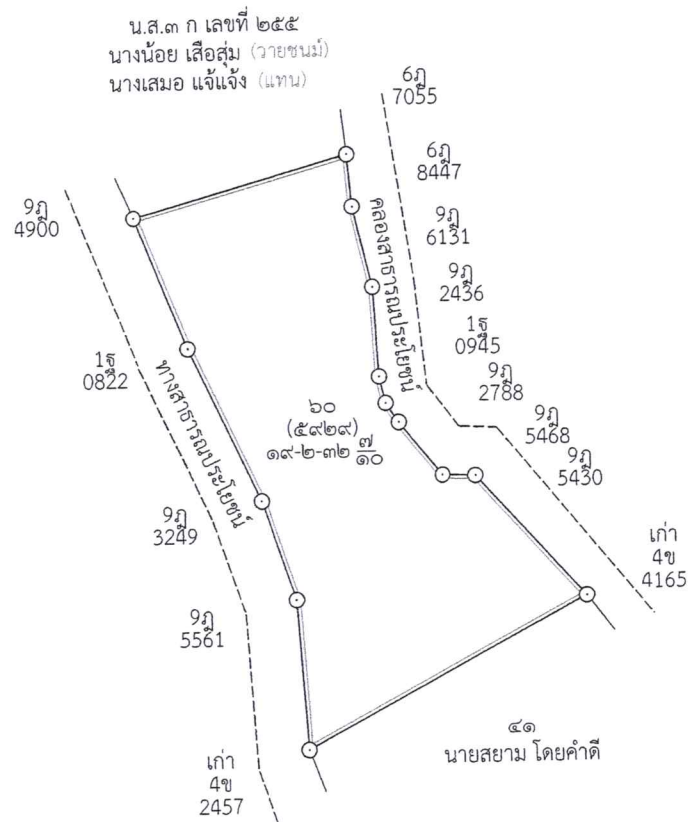 น.ส.๓ ก เลขที่ ๒๕๕
นางน้อย เสือสุ่ม (วายชนม์)
นางเสมอ แจ้แจ้ง (แทน)
6ฎ
7055
6ฎ
8447
9ฎ
4900
9ฎ
6131
คลองสาธารณประโยชน์
9ฎ
2436
1ฐ
0945
1ฐ
0822
ทางสาธารณประโยชน์
9ฎ
2788
๖๐
(๕๙๒๙)
๑๙-๒-๓๒ ๗/๑๐
9ฎ
5468
9ฎ
5430
9ฎ
3249
เก่า
4ข
4165
9ฎ
5561
๔๑
นายสยาม โดยคำดี
เก่า
4ข
2457